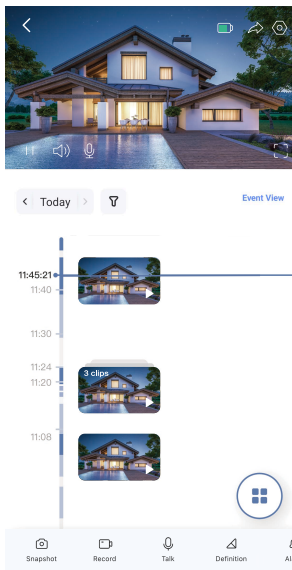 Today
Event View
11:45:21
11:40
11:30
11:24
3 clips
11:20
11:08
Snapshot
Record
Talk
Definition
Al